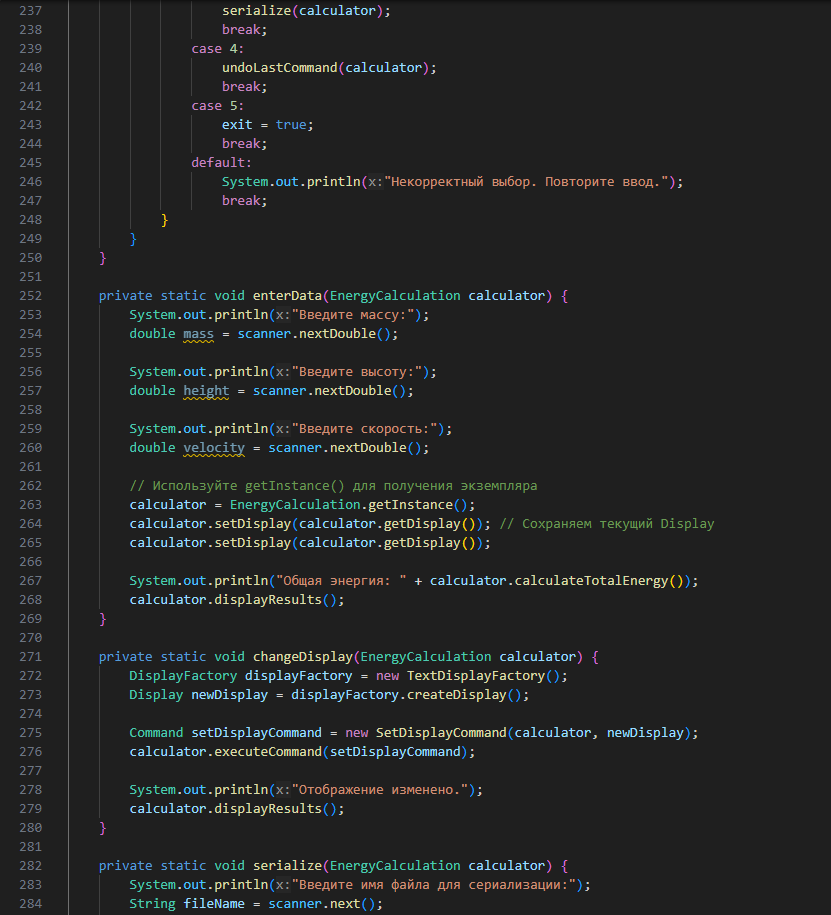 237 serialize(calculator);
238 break;
239 case 4:
240 undoLastCommand(calculator);
241 break;
242 case 5:
243 exit = true;
244 break;
245 default:
246 System.out.println(x:"Некорректный выбор. Повторите ввод.");
247 break;
248 }
249 }
250 }
251
252 private static void enterData(EnergyCalculation calculator) {
253 System.out.println(x:"Введите массу:");
254 double mass = scanner.nextDouble();
255
256 System.out.println(x:"Введите высоту:");
257 double height = scanner.nextDouble();
258
259 System.out.println(x:"Введите скорость:");
260 double velocity = scanner.nextDouble();
261
262 // Используйте getInstance() для получения экземпляра
263 calculator = EnergyCalculation.getInstance();
264 calculator.setDisplay(calculator.getDisplay()); // Сохраняем текущий Display
265 calculator.setDisplay(calculator.getDisplay());
266
267 System.out.println("Общая энергия: " + calculator.calculateTotalEnergy());
268 calculator.displayResults();
269 }
270
271 private static void changeDisplay(EnergyCalculation calculator) {
272 DisplayFactory displayFactory = new TextDisplayFactory();
273 Display newDisplay = displayFactory.createDisplay();
274
275 Command setDisplayCommand = new SetDisplayCommand(calculator, newDisplay);
276 calculator.executeCommand(setDisplayCommand);
277
278 System.out.println(x:"Отображение изменено.");
279 calculator.displayResults();
280 }
281
282 private static void serialize(EnergyCalculation calculator) {
283 System.out.println(x:"Введите имя файла для сериализации:");
284 String fileName = scanner.next();